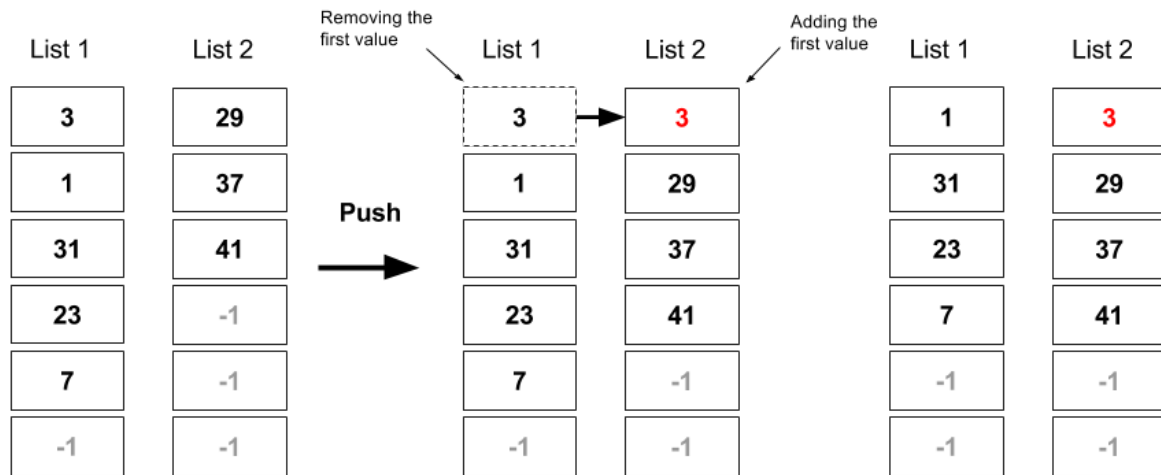 Removing the
first value
Adding the
first value
List 1 List 2 List 1 List 2 List 1 List 2
3 29 3 3 1 3
1 37 1 29 31 29
31 41 31 37 23 37
Push
23 -1 23 41 7 41
7 -1 7 -1 -1 -1
-1 -1 -1 -1 -1 -1